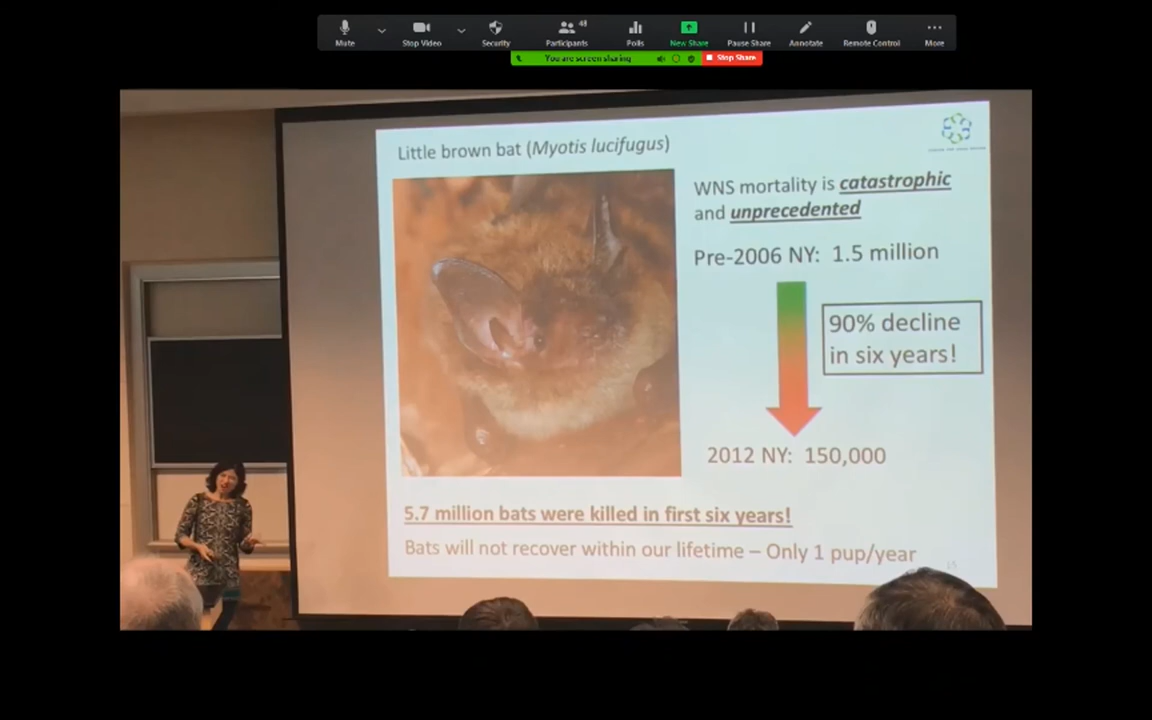 48
Mute
Stop Video
Security
Participants
Polls
New Share
Pause Share
Annotate
Remote Control
More
You are screen sharing
Stop Share
Little brown bat (Myotis lucifugus)
WNS mortality is catastrophic
and unprecedented
Pre-2006 NY: 1.5 million
90% decline
in six years!
2012 NY: 150,000
5.7 million bats were killed in first six years!
Bats will not recover within our lifetime – Only 1 pup/year
15